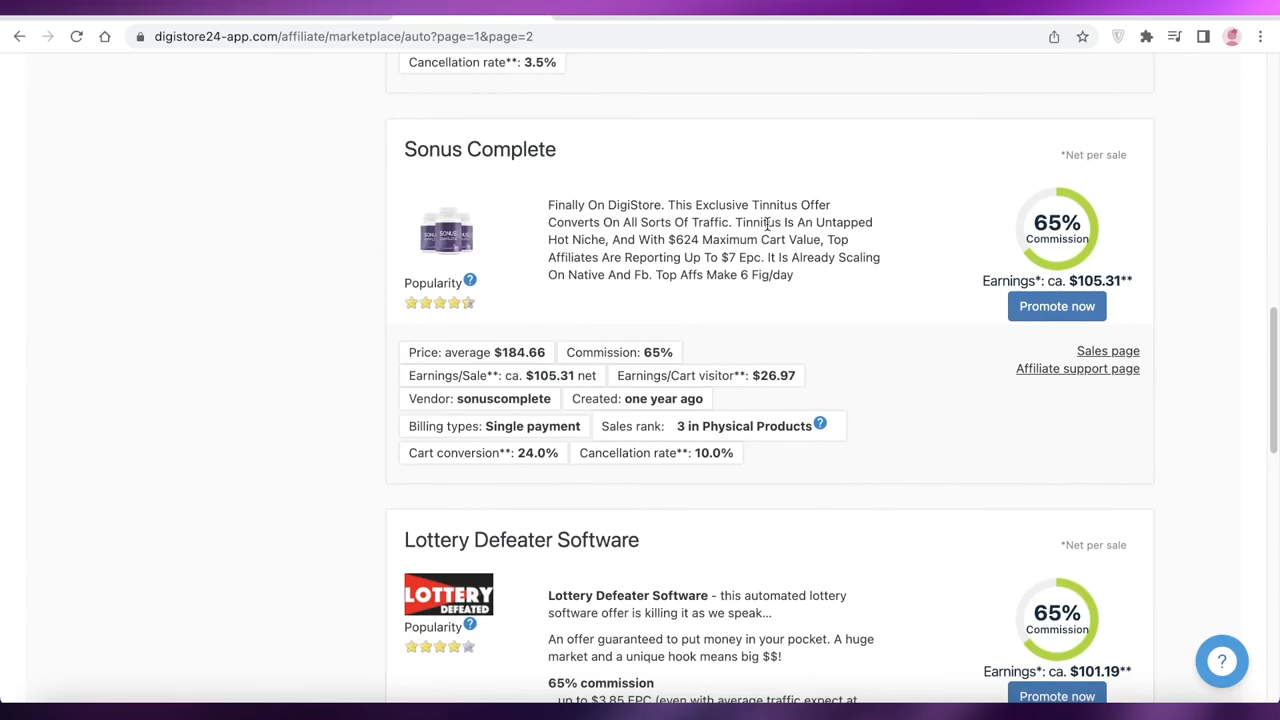 digistore24-app.com/affiliate/marketplace/auto?page=1&page=2
Cancellation rate**: 3.5%
Sonus Complete
*Net per sale
Finally On DigiStore. This Exclusive Tinnitus Offer
Converts On All Sorts Of Traffic. Tinnitus Is An Untapped
Hot Niche, And With $624 Maximum Cart Value, Top
Affiliates Are Reporting Up To $7 Epc. It Is Already Scaling
On Native And Fb. Top Affs Make 6 Fig/day
SONUS
65%
Commission
Popularity ?
Earnings*: ca. $105.31**
Promote now
Price: average $184.66 Commission: 65%
Sales page
Earnings/Sale**: ca. $105.31 net Earnings/Cart visitor**: $26.97
Affiliate support page
Vendor: sonuscomplete Created: one year ago
Billing types: Single payment Sales rank: 3 in Physical Products ?
Cart conversion**: 24.0% Cancellation rate**: 10.0%
Lottery Defeater Software
*Net per sale
LOTTERY
DEFEATED
Popularity ?
Lottery Defeater Software - this automated lottery
software offer is killing it as we speak...
An offer guaranteed to put money in your pocket. A huge
market and a unique hook means big $$!
65% commission
up to $3.85 EPC (even with average traffic expect at
65%
Commission
Earnings*: ca. $101.19**
Promote now
?